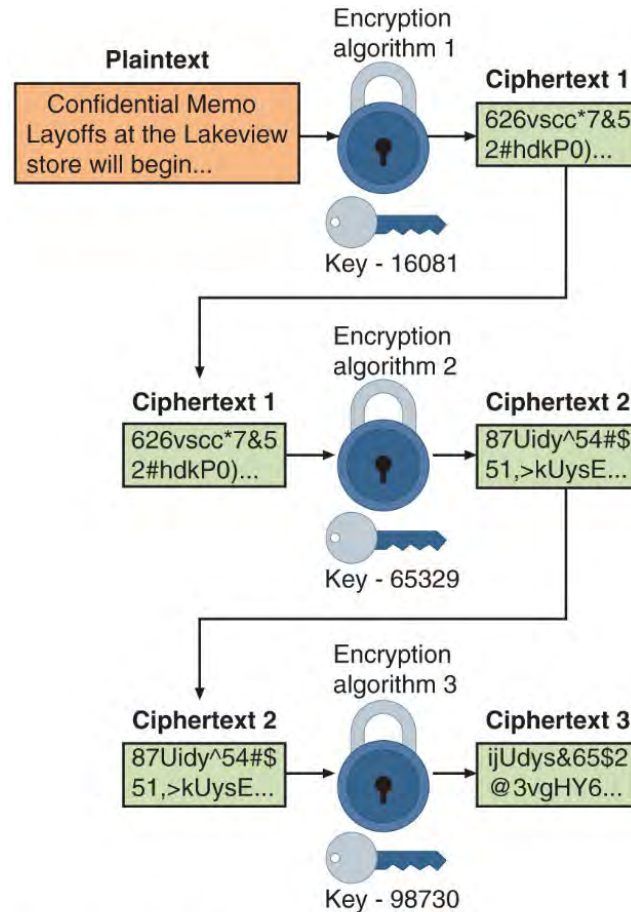 Encryption
algorithm 1
Plaintext
Confidential Memo
Layoffs at the Lakeview
store will begin...
Ciphertext 1
626vscc*7&5
2#hdkP0)...
Key - 16081
Encryption
algorithm 2
Ciphertext 1
626vscc*7&5
2#hdkP0)...
Ciphertext 2
87Uidy^54#$
51,>kUysE...
Key - 65329
Encryption
algorithm 3
Ciphertext 2
87Uidy^54#$
51,>kUysE...
Ciphertext 3
ijUdys&65$2
@3vgHY6...
Key - 98730